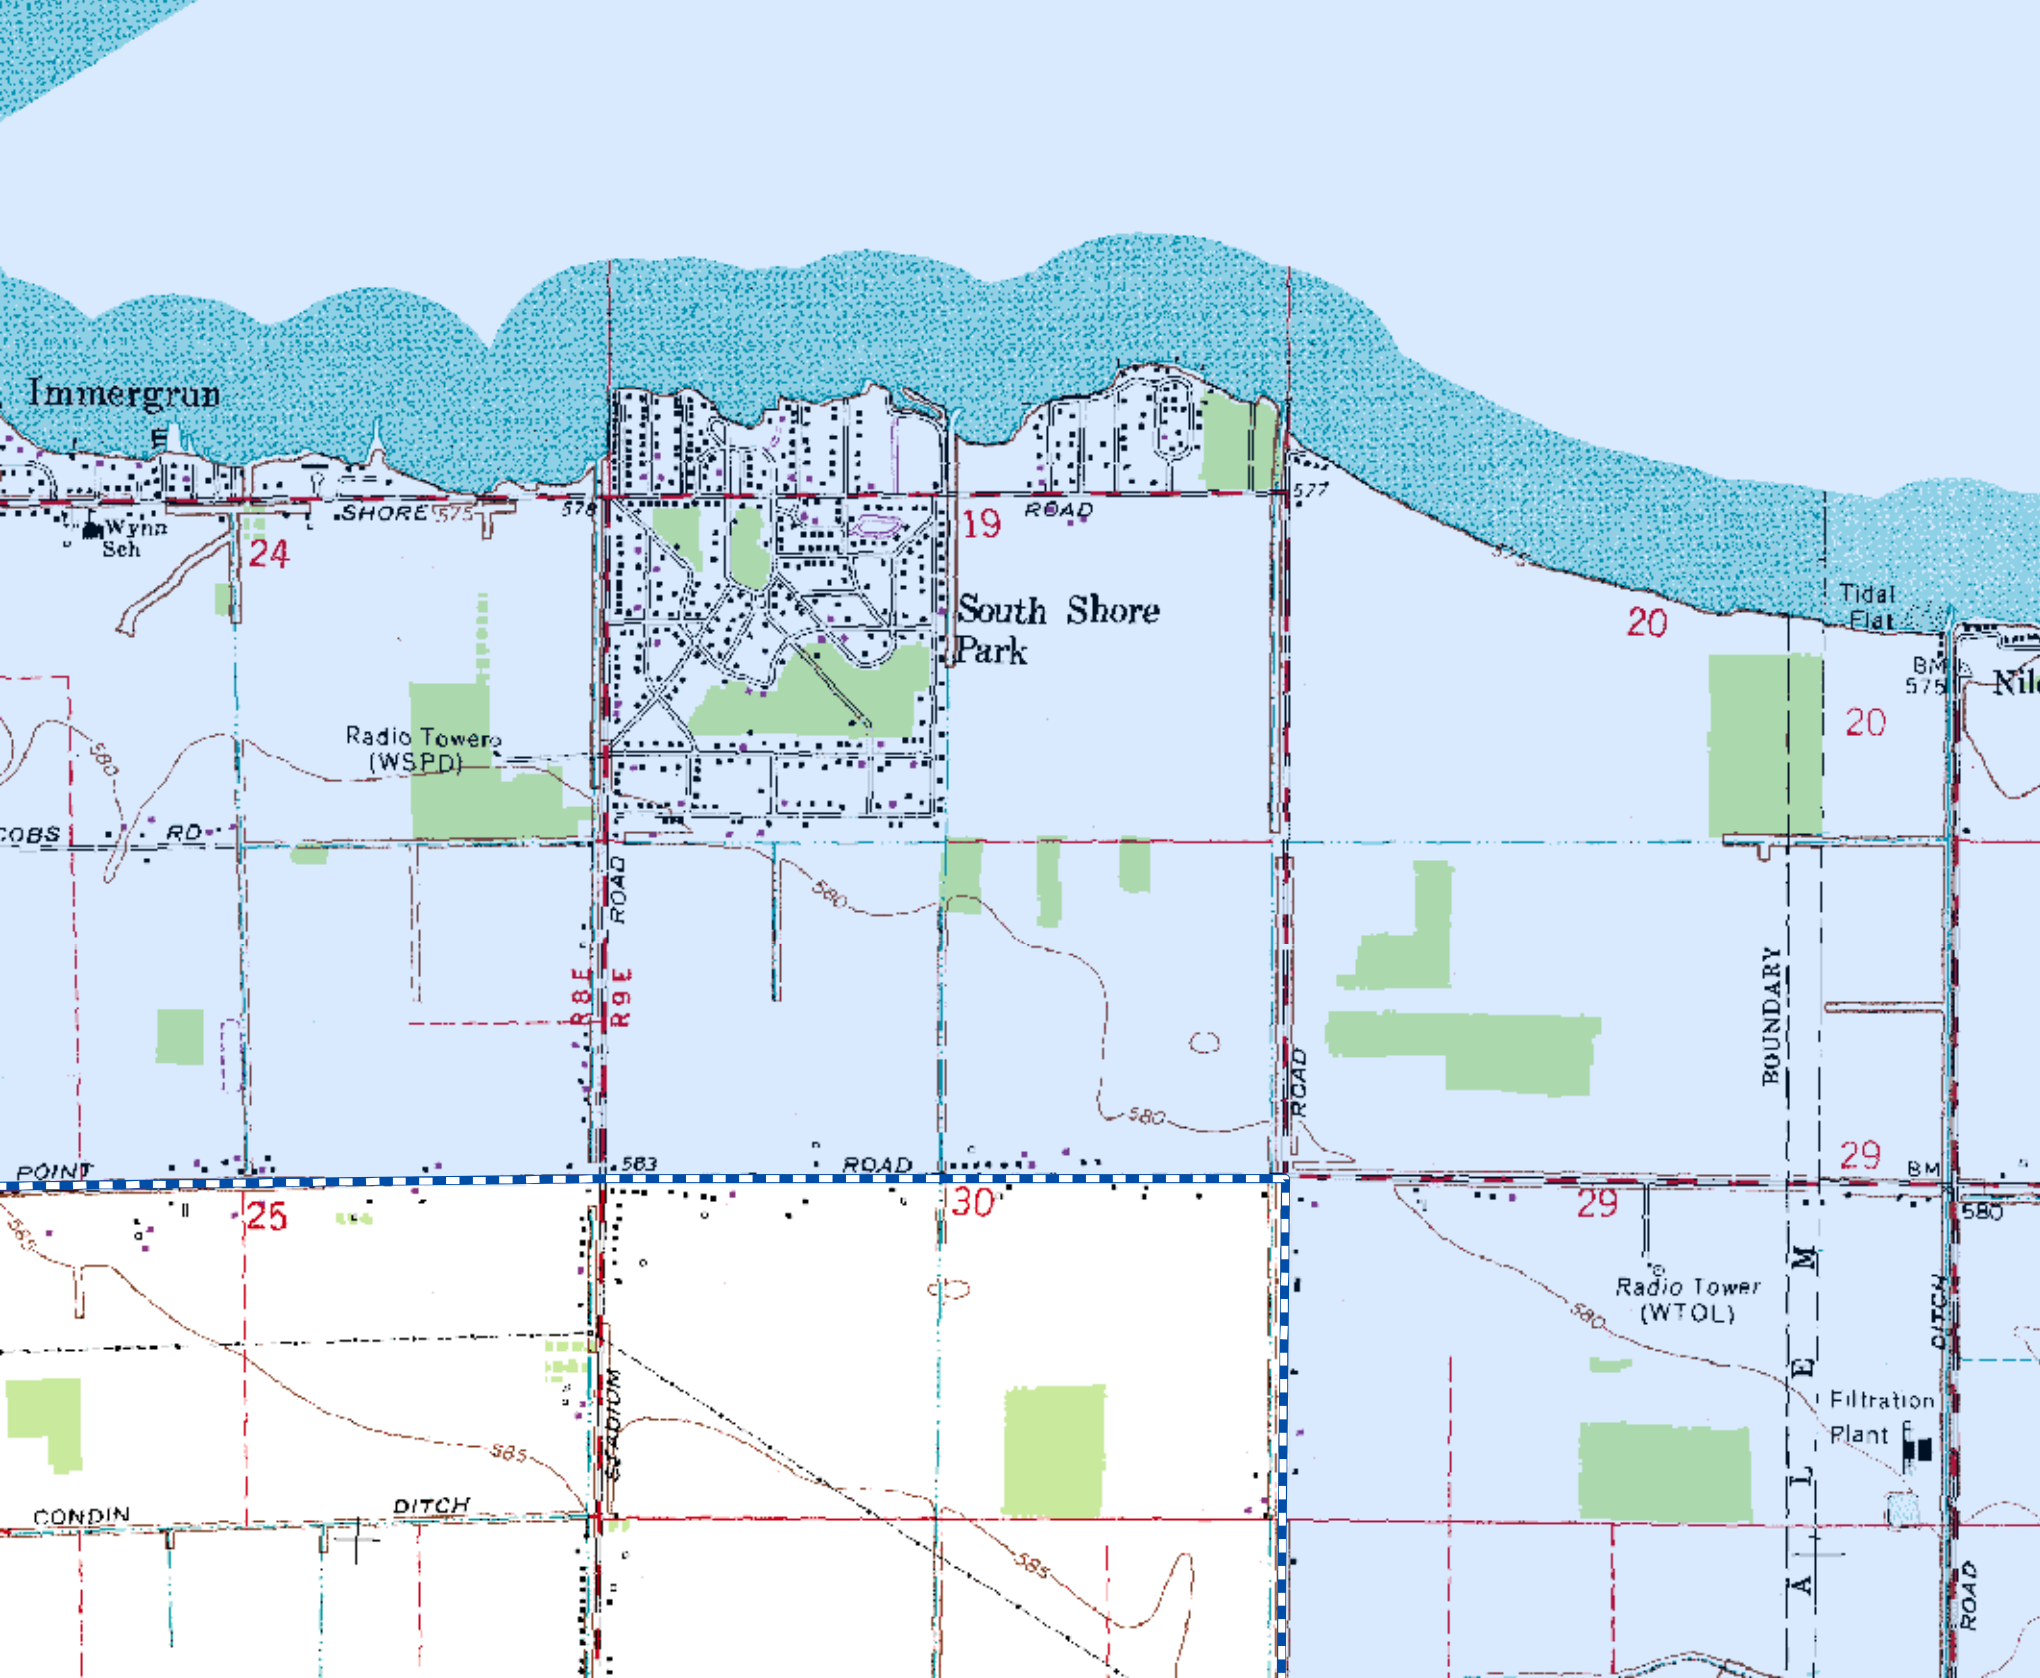 Immergrun
Wynn
Sch
SHORE
575
578
24
19
ROAD
577
South Shore
Park
575
20
Tidal
Flat
BM
575
20
580
Radio Tower
(WSPD)
RD
ROAD
580
R8E
R9E
580
ROAD
BOUNDARY
POINT
583
ROAD
29
BM
25
30
29
580
585
Radio Tower
(WTOL)
580
DITCH
S A L E M
Filtration
Plant
STADIUM
585
CONDIN
DITCH
585
ROAD